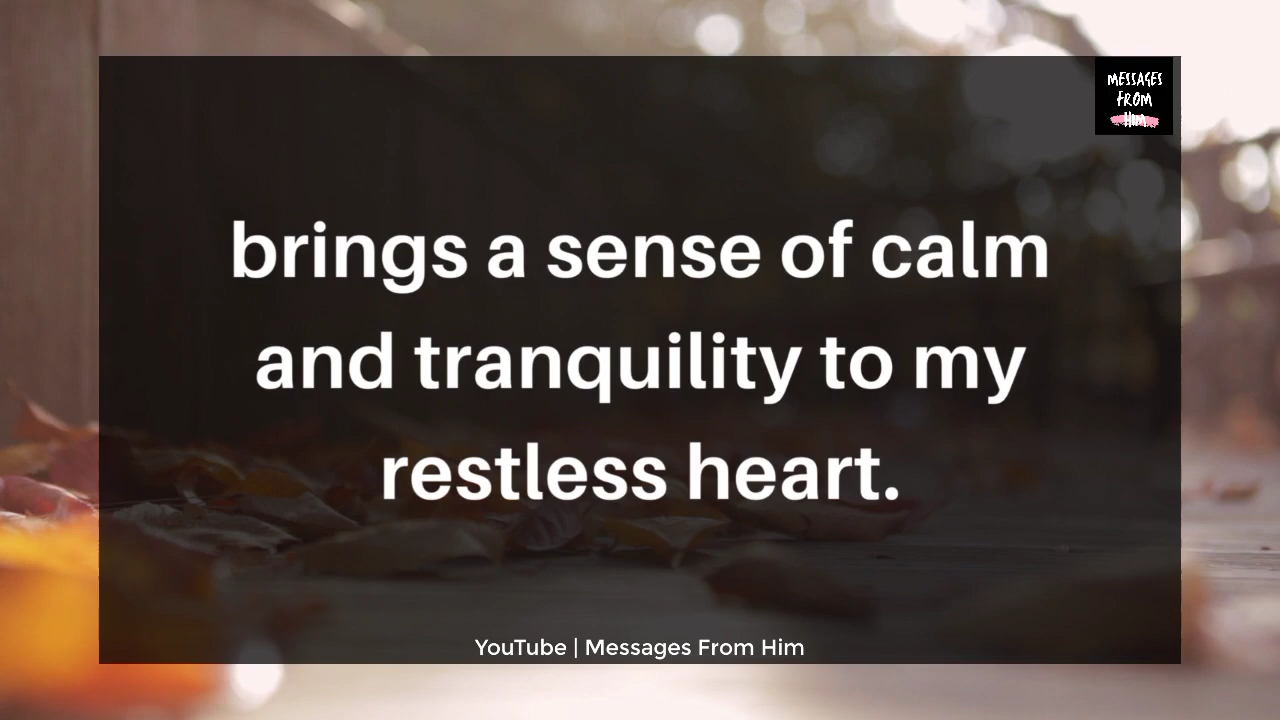 MESSAGES
FROM
HIM
brings a sense of calm
and tranquility to my
restless heart.
YouTube | Messages From Him